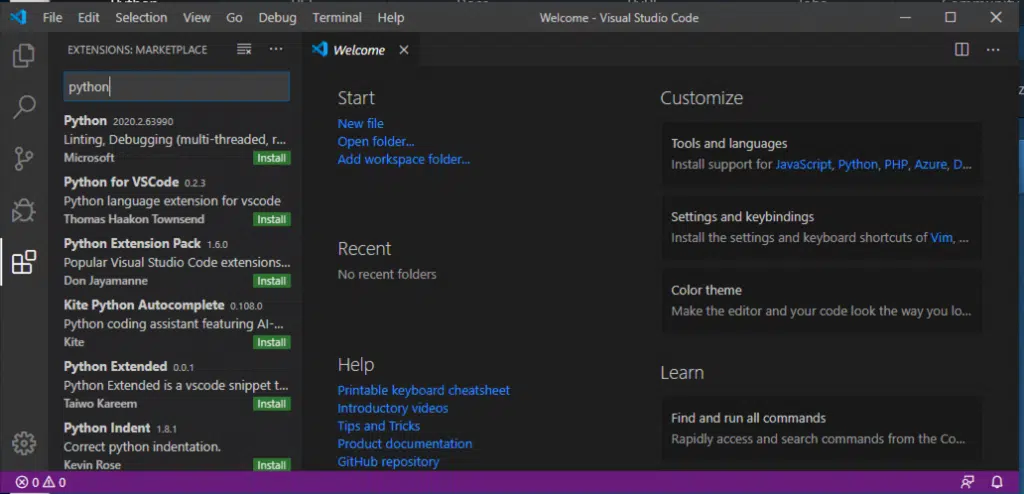 File Edit Selection View Go Debug Terminal Help Welcome - Visual Studio Code
EXTENSIONS: MARKETPLACE
python
Python 2020.2.63990
Linting, Debugging (multi-threaded, r...
Microsoft Install
Python for VSCode 0.2.3
Python language extension for vscode
Thomas Haakon Townsend Install
Python Extension Pack 1.6.0
Popular Visual Studio Code extensions...
Don Jayamanne Install
Kite Python Autocomplete 0.108.0
Python coding assistant featuring AI-...
Kite Install
Python Extended 0.0.1
Python Extended is a vscode snippet t...
Taiwo Kareem Install
Python Indent 1.8.1
Correct python indentation.
Kevin Rose Install
Welcome
Start
New file
Open folder...
Add workspace folder...
Recent
No recent folders
Help
Printable keyboard cheatsheet
Introductory videos
Tips and Tricks
Product documentation
GitHub repository
Customize
Tools and languages
Install support for JavaScript, Python, PHP, Azure, D...
Settings and keybindings
Install the settings and keyboard shortcuts of Vim, ...
Color theme
Make the editor and your code look the way you lo...
Learn
Find and run all commands
Rapidly access and search commands from the Co...
0 0